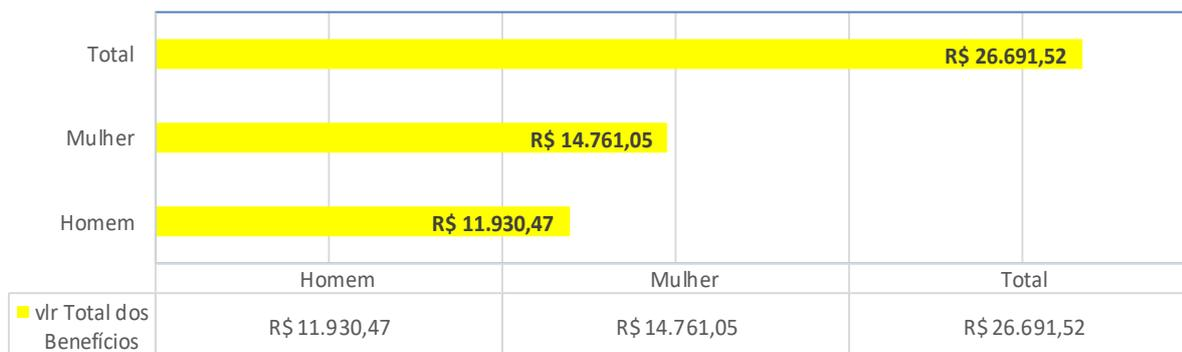 Total
R$ 26.691,52
Mulher
R$ 14.761,05
Homem
R$ 11.930,47
Homem Mulher Total
vlr Total dos
Benefícios
R$ 11.930,47 R$ 14.761,05 R$ 26.691,52